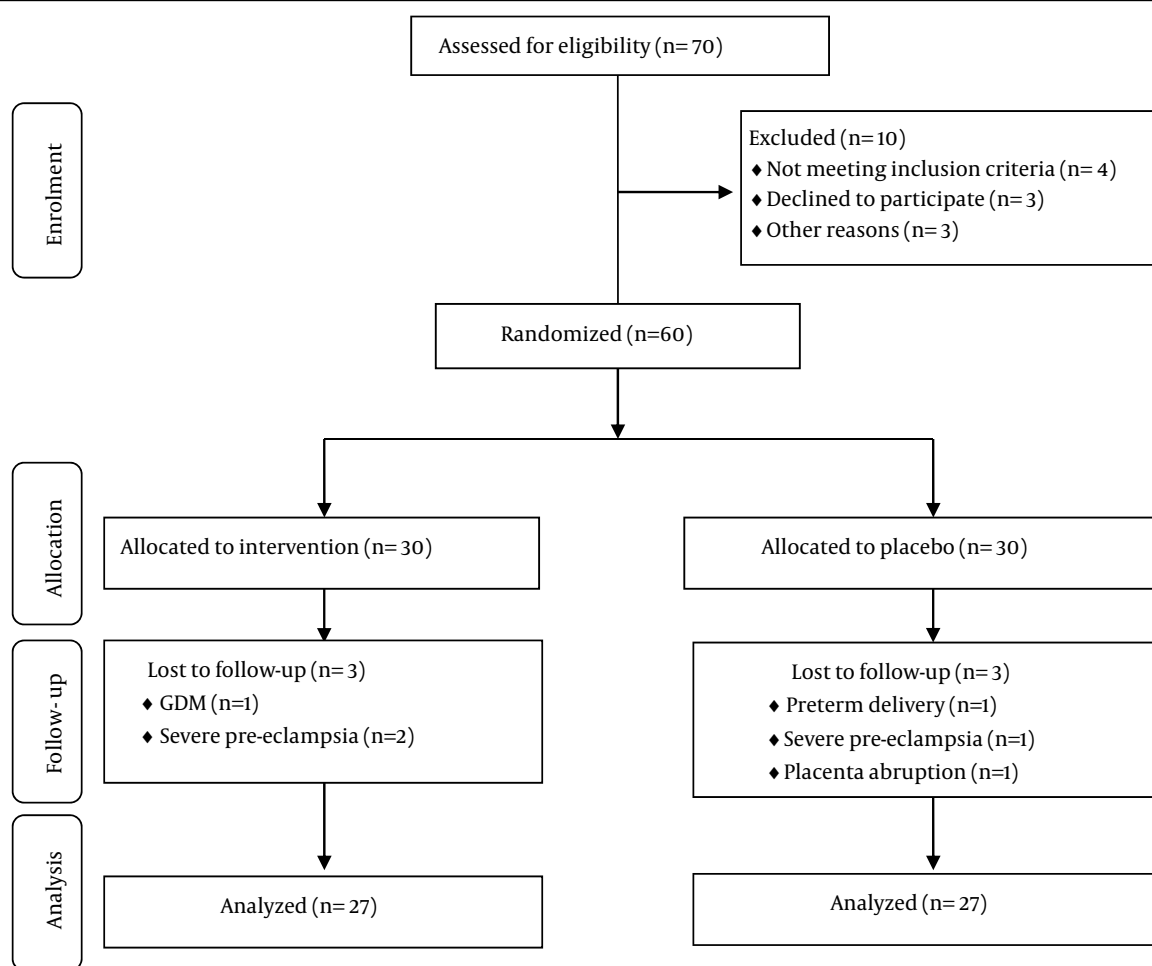 Assessed for eligibility (n= 70)
Enrolment
Excluded (n= 10)
♦ Not meeting inclusion criteria (n= 4)
♦ Declined to participate (n= 3)
♦ Other reasons (n= 3)
Randomized (n=60)
Allocation
Allocated to intervention (n= 30)
Allocated to placebo (n= 30)
Follow-up
Lost to follow-up (n= 3)
♦ GDM (n=1)
♦ Severe pre-eclampsia (n=2)
Lost to follow-up (n= 3)
♦ Preterm delivery (n=1)
♦ Severe pre-eclampsia (n=1)
♦ Placenta abruption (n=1)
Analysis
Analyzed (n= 27)
Analyzed (n= 27)